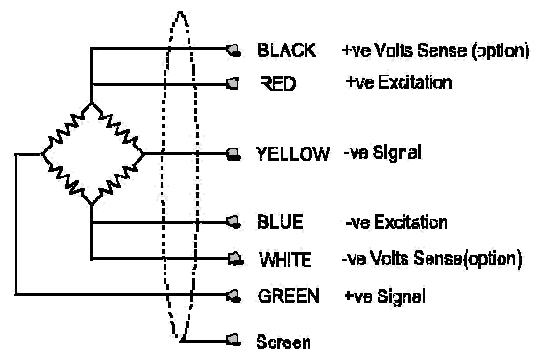 BLACK +ve Volts Sense (option)
RED +ve Excitation
YELLOW -ve Signal
BLUE -ve Excitation
WHITE -ve Volts Sense(option)
GREEN +ve Signal
Screen